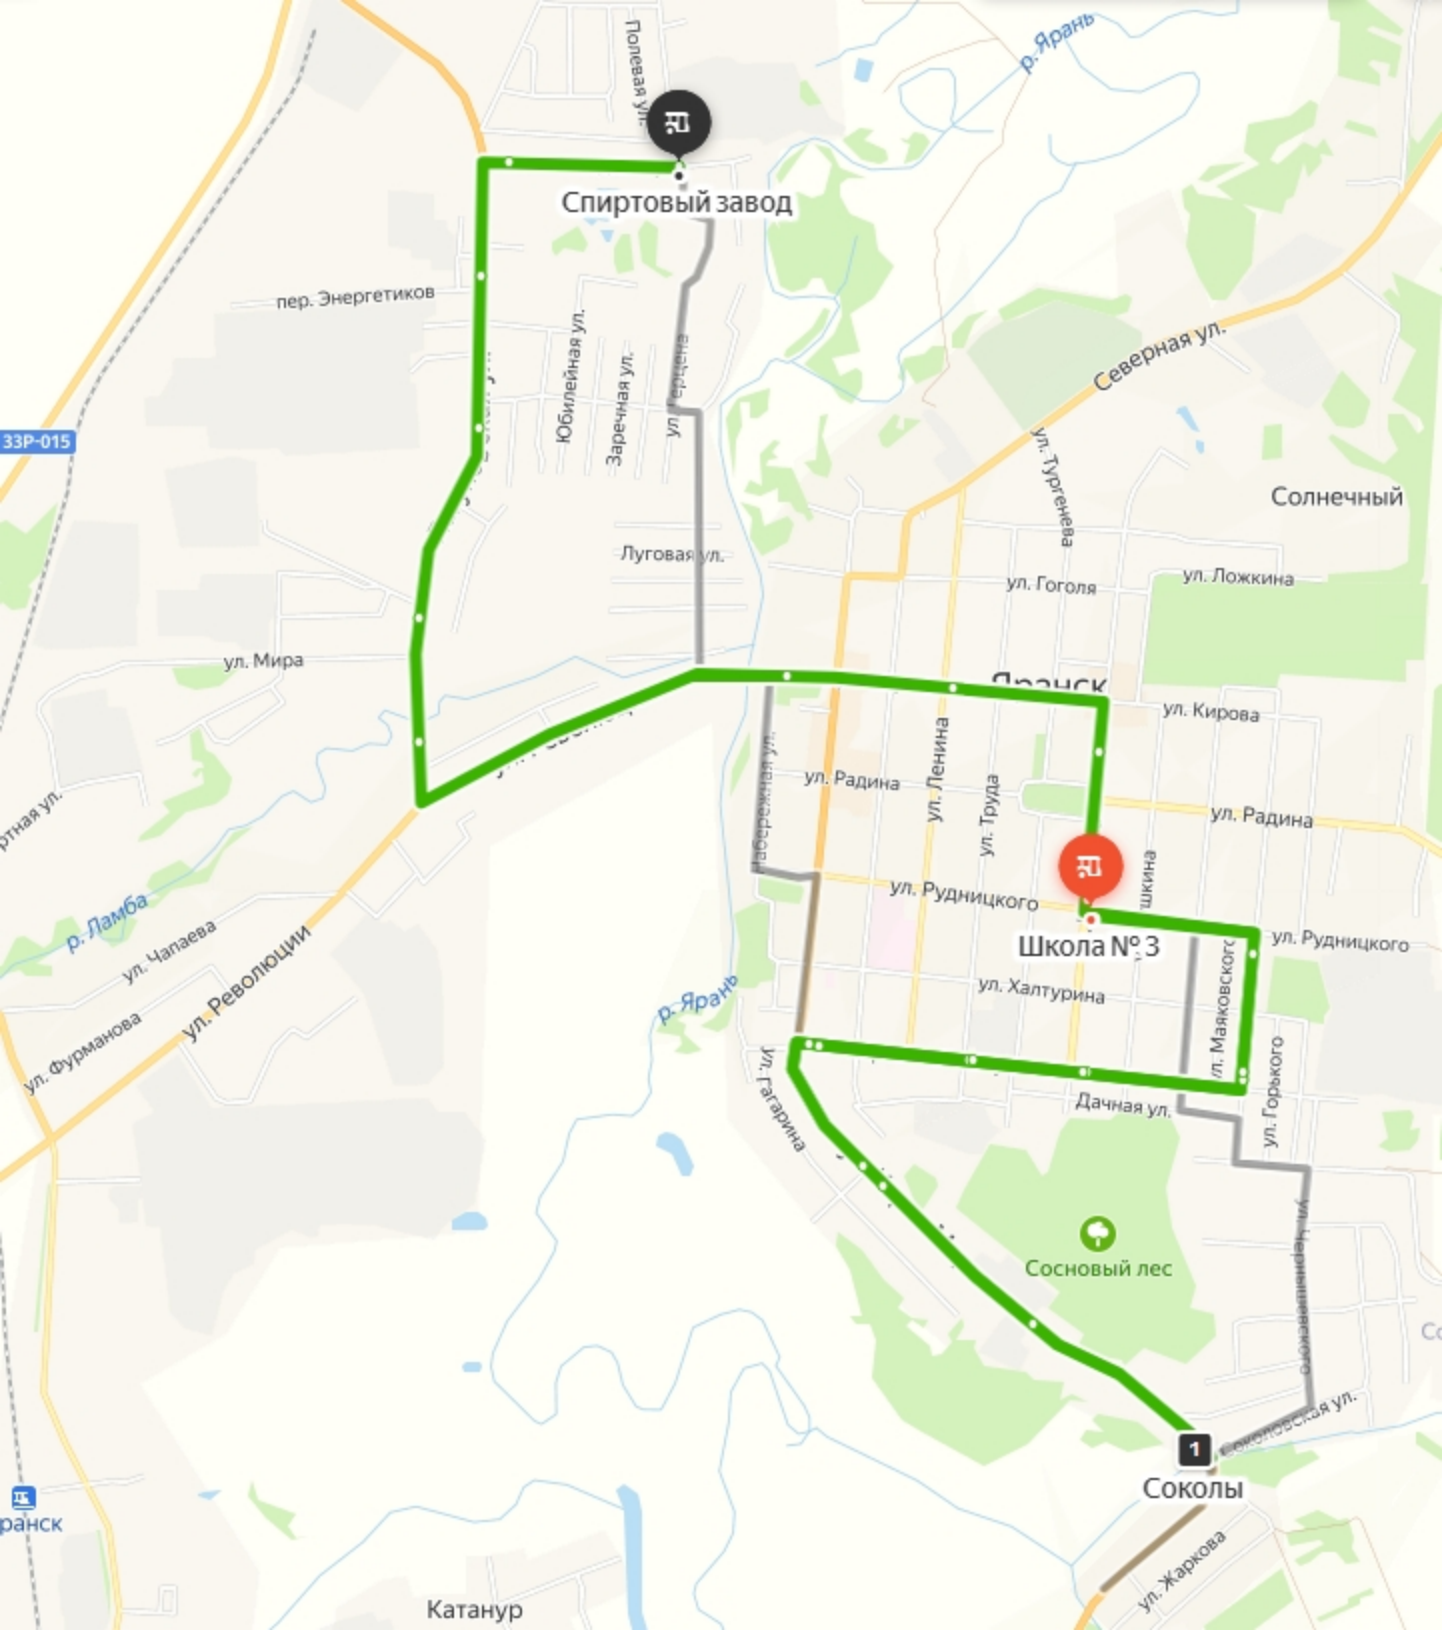 р. Ярань
Полевая ул.
Спиртовый завод
пер. Энергетиков
Юбилейная ул.
Заречная ул.
ул. Герцена
Северная ул.
33Р-015
ул. Тургенева
Солнечный
Луговая ул.
ул. Гоголя
ул. Ложкина
ул. Мира
Яранск
ул. Кирова
Набережная ул.
ул. Радина
ул. Ленина
ул. Труда
ул. Радина
ул. Рудницкого
Школа № 3
ул. Рудницкого
р. Ламба
ул. Чапаева
ул. Революции
ул. Фурманова
р. Ярань
ул. Халтурина
ул. Маяковского
ул. Горького
ул. Гагарина
Дачная ул.
Сосновый лес
ул. Чернышевского
Соколовская ул.
1
Соколы
ранск
ул. Жаркова
Катанур